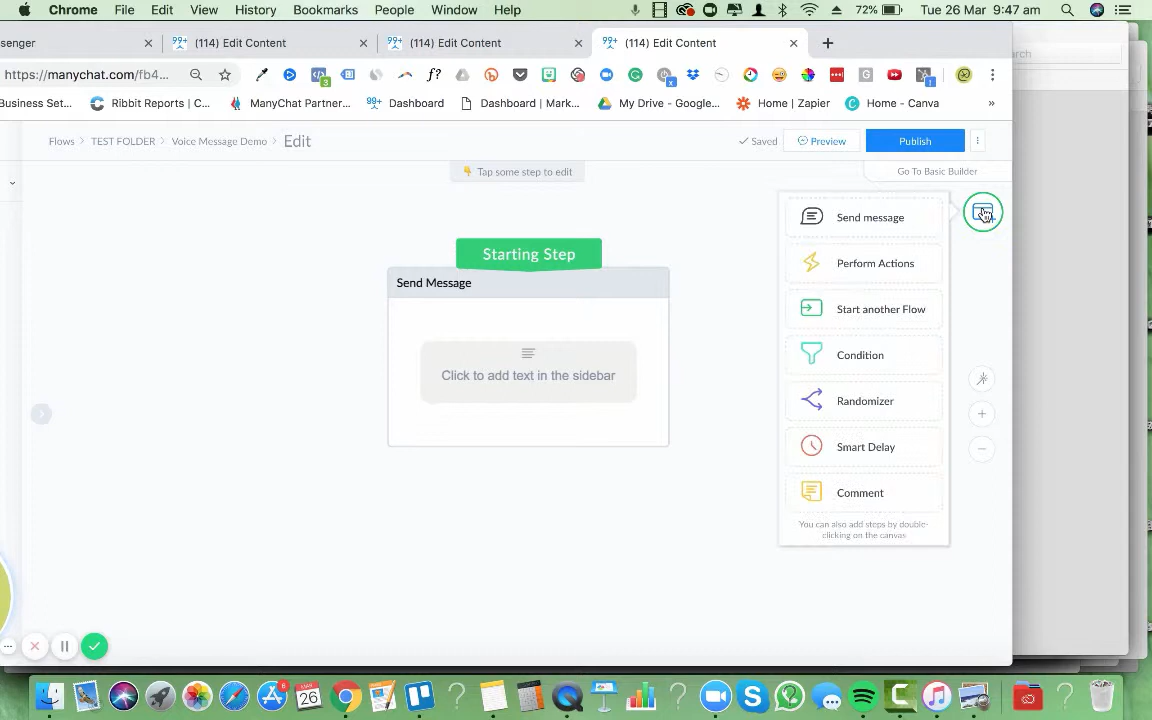 Chrome File Edit View History Bookmarks People Window Help 72% Tue 26 Mar 9:47 am
senger × 99+ (114) Edit Content × 99+ (114) Edit Content × 99+ (114) Edit Content × +
https://manychat.com/fb4... f?
Business Set... Ribbit Reports | C... ManyChat Partner... 99+ Dashboard Dashboard | Mark... My Drive - Google... Home | Zapier Home - Canva »
Flows > TEST FOLDER > Voice Message Demo > Edit ✓ Saved Preview Publish
Tap some step to edit
Go To Basic Builder
Starting Step
Send Message
Click to add text in the sidebar
Send message
Perform Actions
Start another Flow
Condition
Randomizer
Smart Delay
Comment
You can also add steps by double-
clicking on the canvas